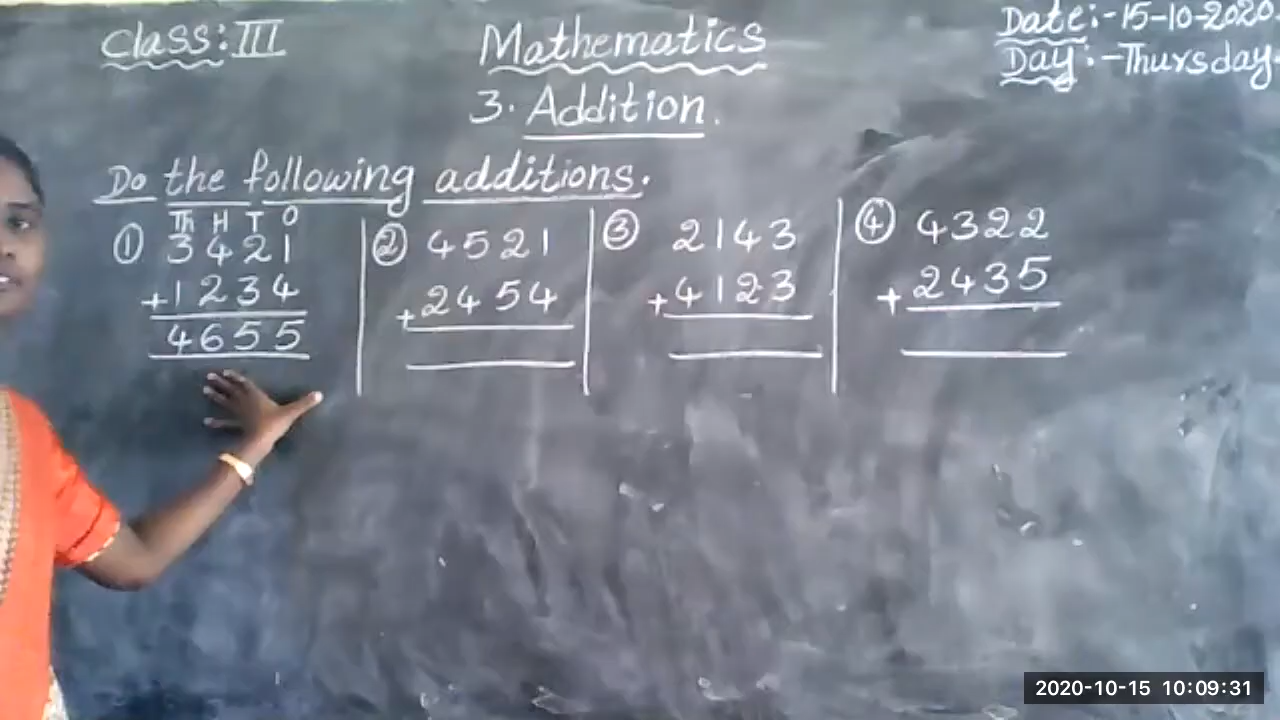 Class: III
Mathematics
Date:-15-10-2020.
Day:-Thursday.
3. Addition.
Do the following additions.
Th H T O
① 3421
+1234
4655
② 4521
+2454
③ 2143
+4123
④ 4322
+2435
2020-10-15 10:09:31